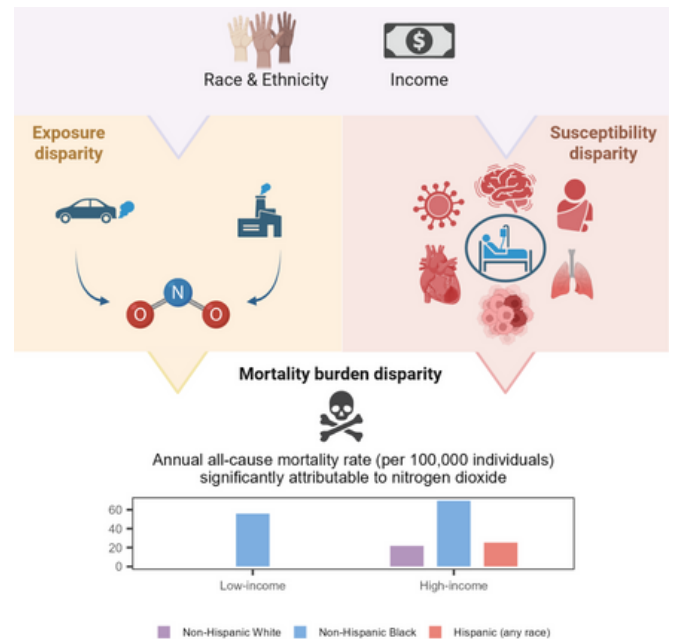 Race & Ethnicity
Income
Exposure
disparity
Susceptibility
disparity
$
N
O
O
Mortality burden disparity
Annual all-cause mortality rate (per 100,000 individuals)
significantly attributable to nitrogen dioxide
60
40
20
0
Low-income
High-income
Non-Hispanic White
Non-Hispanic Black
Hispanic (any race)